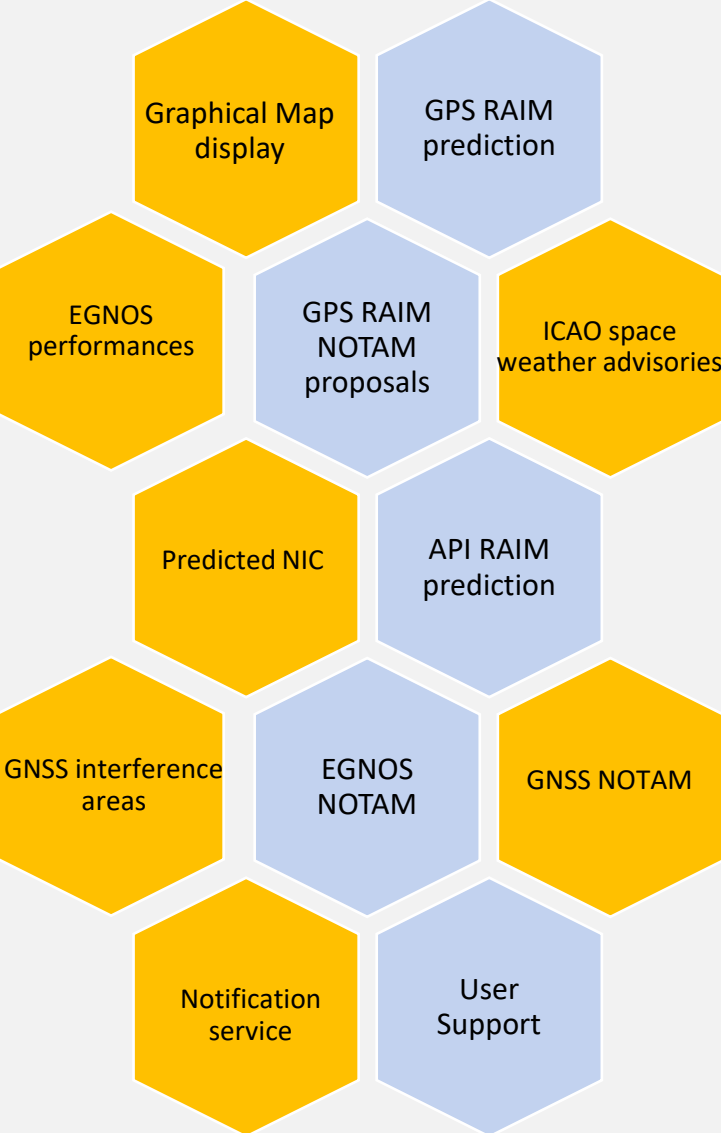 Graphical Map
display
GPS RAIM
prediction
EGNOS
performances
GPS RAIM
NOTAM
proposals
ICAO space
weather advisories
Predicted NIC
API RAIM
prediction
GNSS interference
areas
EGNOS
NOTAM
GNSS NOTAM
Notification
service
User
Support